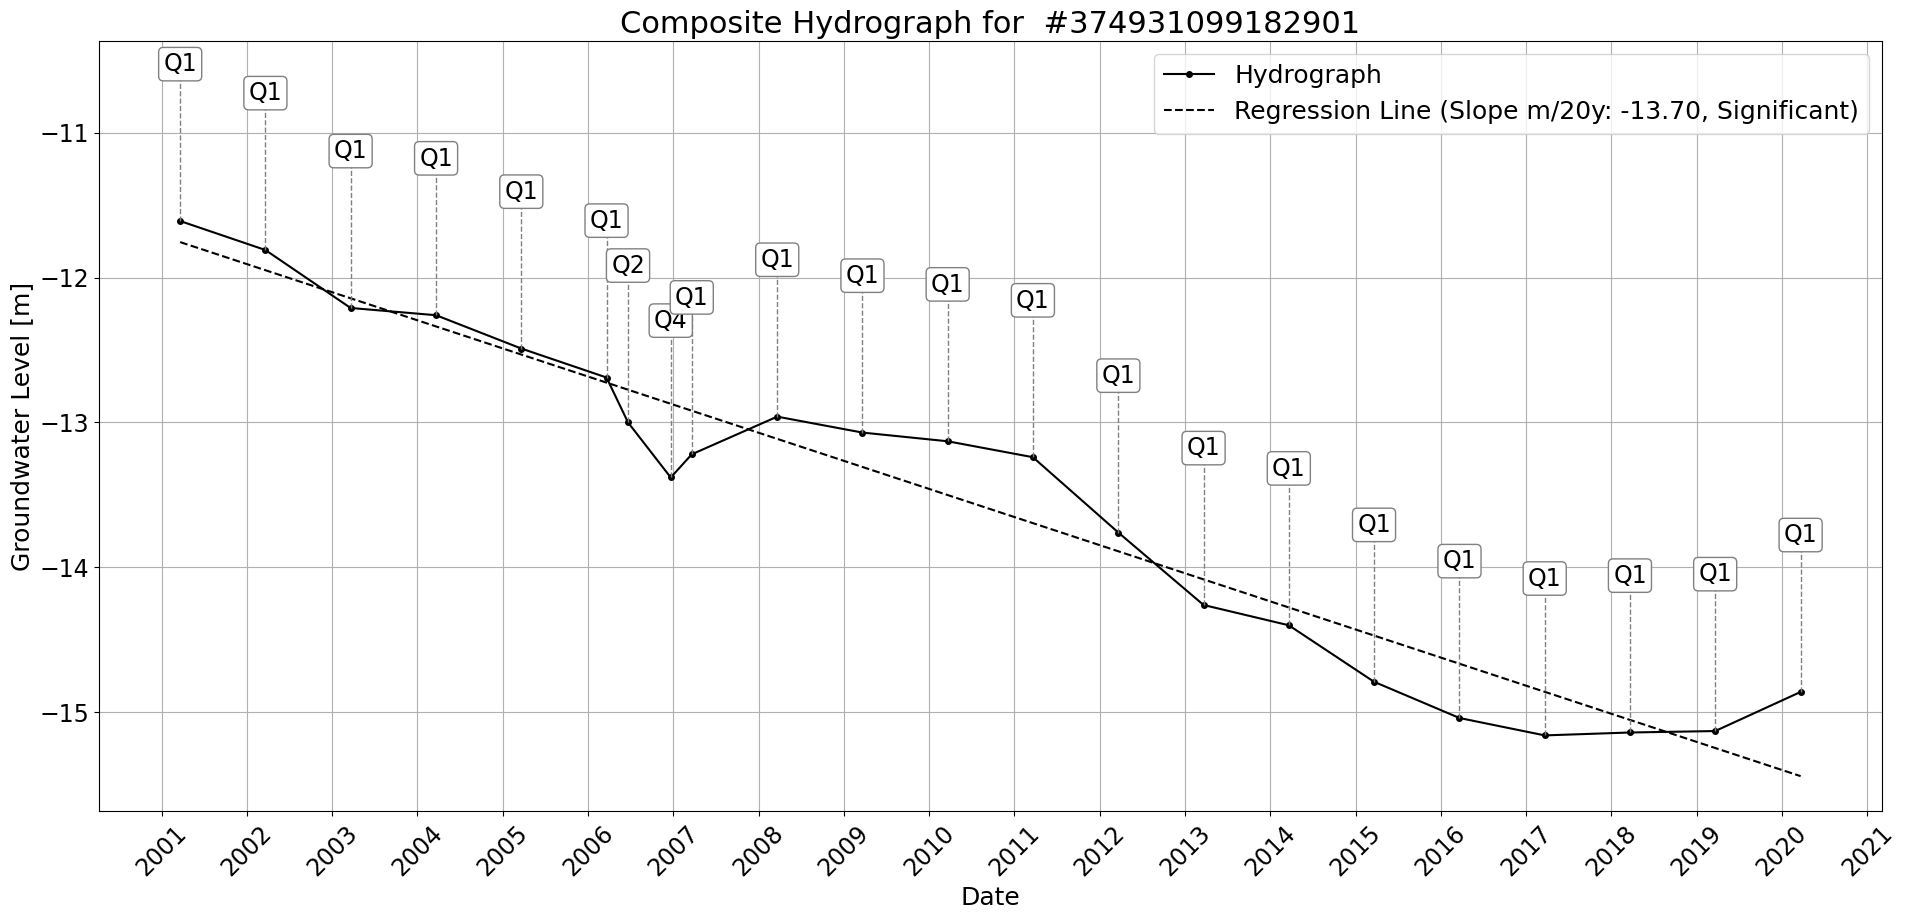 Composite Hydrograph for  #374931099182901
Hydrograph
Regression Line (Slope m/20y: -13.70, Significant)
Q1
Q1
Q1
Q1
Q1
Q1
Q2
Q4
Q1
Q1
Q1
Q1
Q1
Q1
Q1
Q1
Q1
Q1
Q1
Q1
Q1
Q1
Groundwater Level [m]
−11
−12
−13
−14
−15
2001
2002
2003
2004
2005
2006
2007
2008
2009
2010
2011
2012
2013
2014
2015
2016
2017
2018
2019
2020
2021
Date